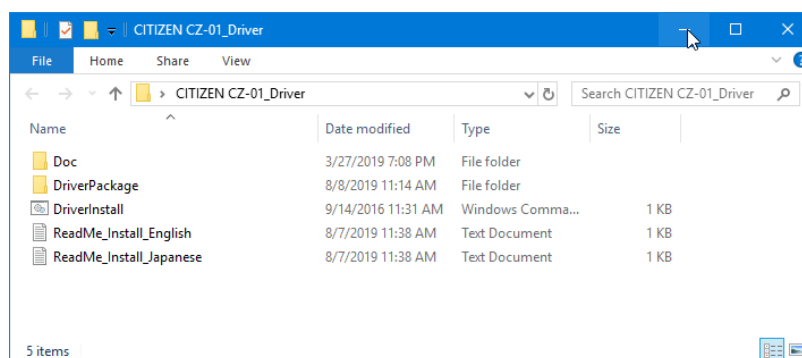 CITIZEN CZ-01_Driver
File Home Share View
CITIZEN CZ-01_Driver Search CITIZEN CZ-01_Driver
Name Date modified Type Size
Doc 3/27/2019 7:08 PM File folder
DriverPackage 8/8/2019 11:14 AM File folder
DriverInstall 9/14/2016 11:31 AM Windows Comma... 1 KB
ReadMe_Install_English 8/7/2019 11:38 AM Text Document 1 KB
ReadMe_Install_Japanese 8/7/2019 11:38 AM Text Document 1 KB
5 items